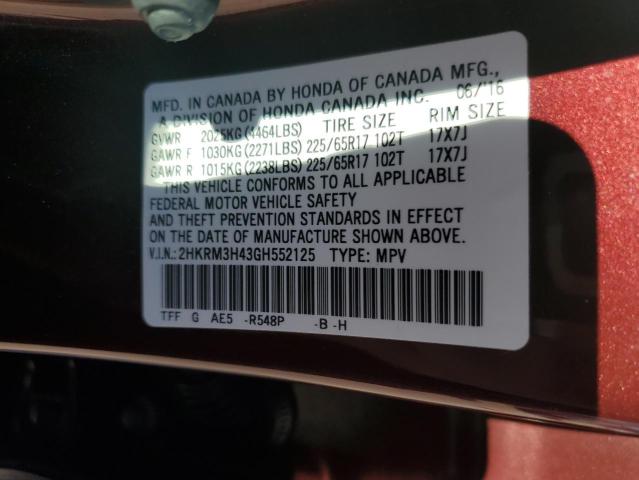 MFD. IN CANADA BY HONDA OF CANADA MFG.,
A DIVISION OF HONDA CANADA INC. 06/'16
GVWR 2025KG (4464LBS) TIRE SIZE RIM SIZE
GAWR F 1030KG (2271LBS) 225/65R17 102T 17X7J
GAWR R 1015KG (2238LBS) 225/65R17 102T 17X7J
THIS VEHICLE CONFORMS TO ALL APPLICABLE
FEDERAL MOTOR VEHICLE SAFETY
AND THEFT PREVENTION STANDARDS IN EFFECT
ON THE DATE OF MANUFACTURE SHOWN ABOVE.
V.I.N.: 2HKRM3H43GH552125 TYPE: MPV
TFF G AE5 -R548P -B -H